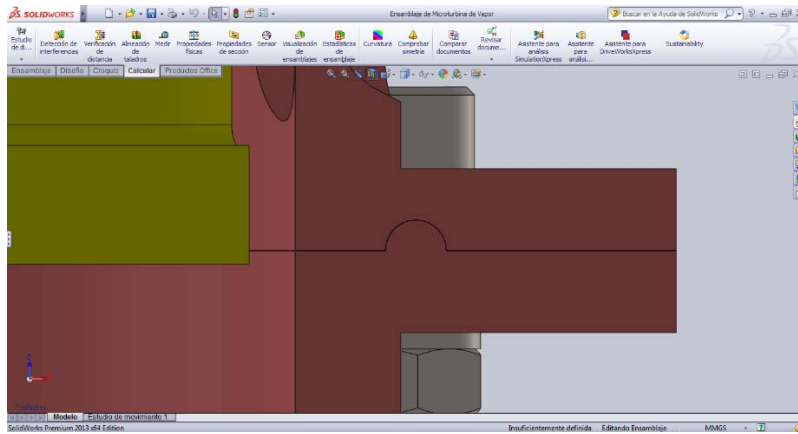 SOLIDWORKS
Ensamblaje de Microturbina de Vapor
Buscar en la Ayuda de SolidWorks
Estudio de di...
Detección de interferencias
Verificación de distancia
Alineación de taladros
Medir
Propiedades físicas
Propiedades de sección
Sensor
Visualización de ensamblajes
Estadísticas de ensamblaje
Curvatura
Comprobar simetría
Comparar documentos
Revisar docume...
Asistente para análisis SimulationXpress
Asistente para análisi...
Asistente para DriveWorksXpress
Sustainability
Ensamblaje Diseño Croquis Calcular Productos Office
Modelo Estudio de movimiento 1
SolidWorks Premium 2013 x64 Edition
Insuficientemente definida Editando Ensamblaje MMGS